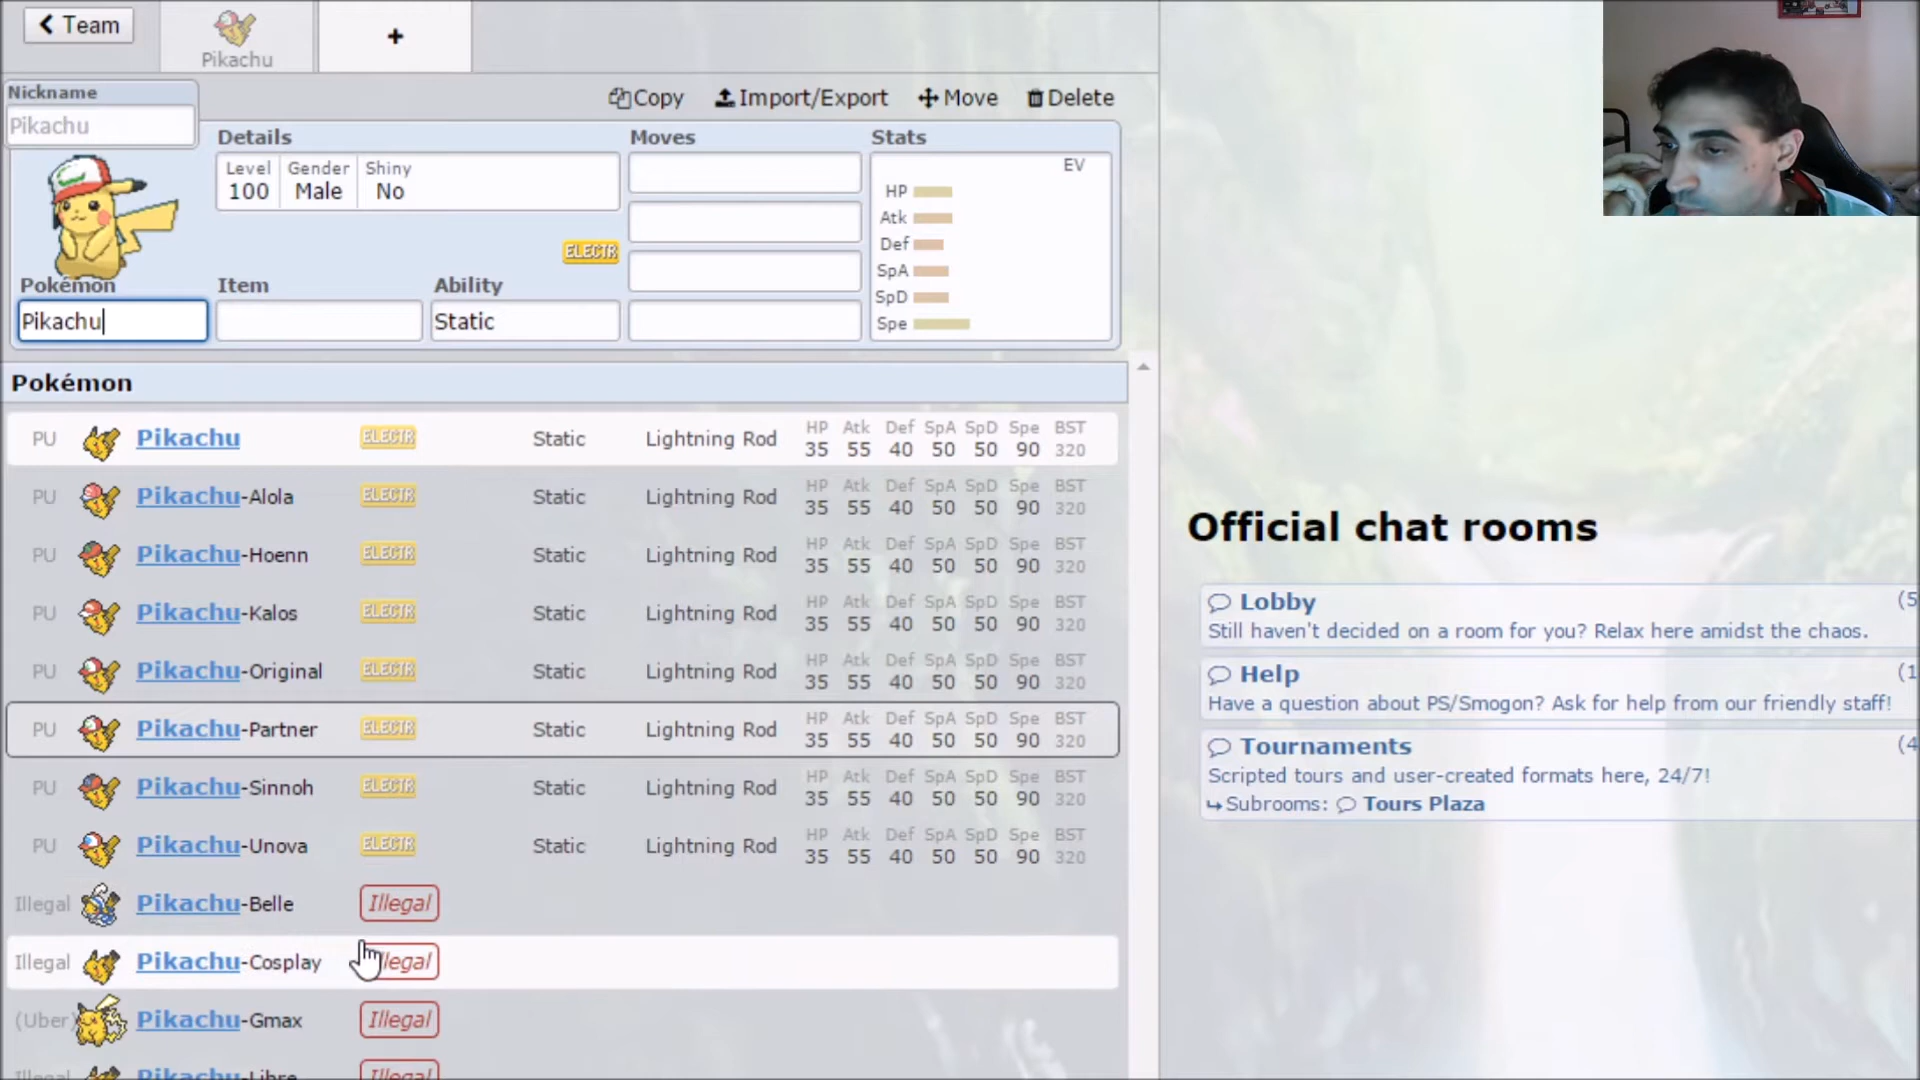 Team
Pikachu
+
Nickname
Pikachu
Copy Import/Export Move Delete
Details
Level Gender Shiny
100 Male No
ELECTR
Moves
Stats
EV
HP
Atk
Def
SpA
SpD
Spe
Pokémon Item Ability
Pikachu Static
Pokémon
PU Pikachu ELECTR Static Lightning Rod HP Atk Def SpA SpD Spe BST
35 55 40 50 50 90 320
PU Pikachu-Alola ELECTR Static Lightning Rod HP Atk Def SpA SpD Spe BST
35 55 40 50 50 90 320
PU Pikachu-Hoenn ELECTR Static Lightning Rod HP Atk Def SpA SpD Spe BST
35 55 40 50 50 90 320
PU Pikachu-Kalos ELECTR Static Lightning Rod HP Atk Def SpA SpD Spe BST
35 55 40 50 50 90 320
PU Pikachu-Original ELECTR Static Lightning Rod HP Atk Def SpA SpD Spe BST
35 55 40 50 50 90 320
PU Pikachu-Partner ELECTR Static Lightning Rod HP Atk Def SpA SpD Spe BST
35 55 40 50 50 90 320
PU Pikachu-Sinnoh ELECTR Static Lightning Rod HP Atk Def SpA SpD Spe BST
35 55 40 50 50 90 320
PU Pikachu-Unova ELECTR Static Lightning Rod HP Atk Def SpA SpD Spe BST
35 55 40 50 50 90 320
Illegal Pikachu-Belle Illegal
Illegal Pikachu-Cosplay Illegal
(Uber) Pikachu-Gmax Illegal
Illegal Pikachu-Libre Illegal
Official chat rooms
Lobby (5
Still haven't decided on a room for you? Relax here amidst the chaos.
Help (1
Have a question about PS/Smogon? Ask for help from our friendly staff!
Tournaments (4
Scripted tours and user-created formats here, 24/7!
↪Subrooms: Tours Plaza